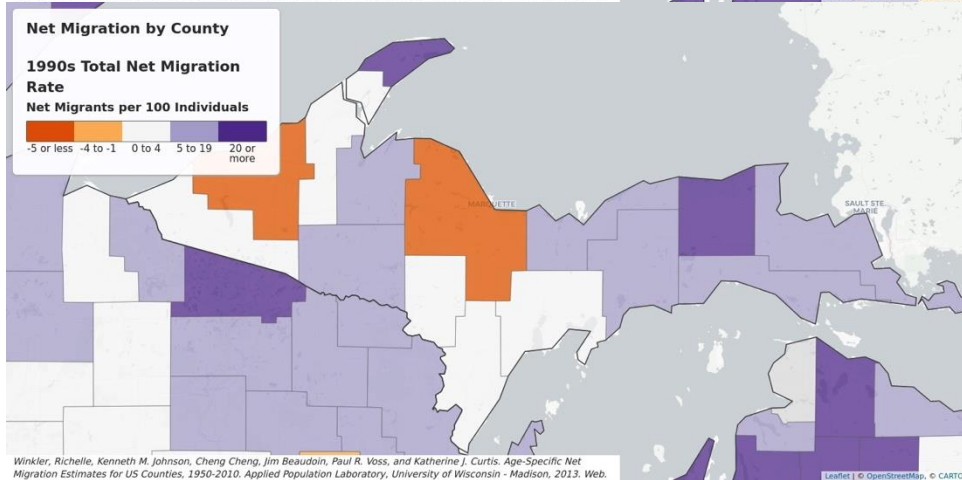 Net Migration by County
1990s Total Net Migration
Rate
Net Migrants per 100 Individuals
-5 or less -4 to -1 0 to 4 5 to 19 20 or
more
MARQUETTE
SAULT STE
MARIE
Winkler, Richelle, Kenneth M. Johnson, Cheng Cheng, Jim Beaudoin, Paul R. Voss, and Katherine J. Curtis. Age-Specific Net
Migration Estimates for US Counties, 1950-2010. Applied Population Laboratory, University of Wisconsin - Madison, 2013. Web.
Leaflet | © OpenStreetMap, © CARTO